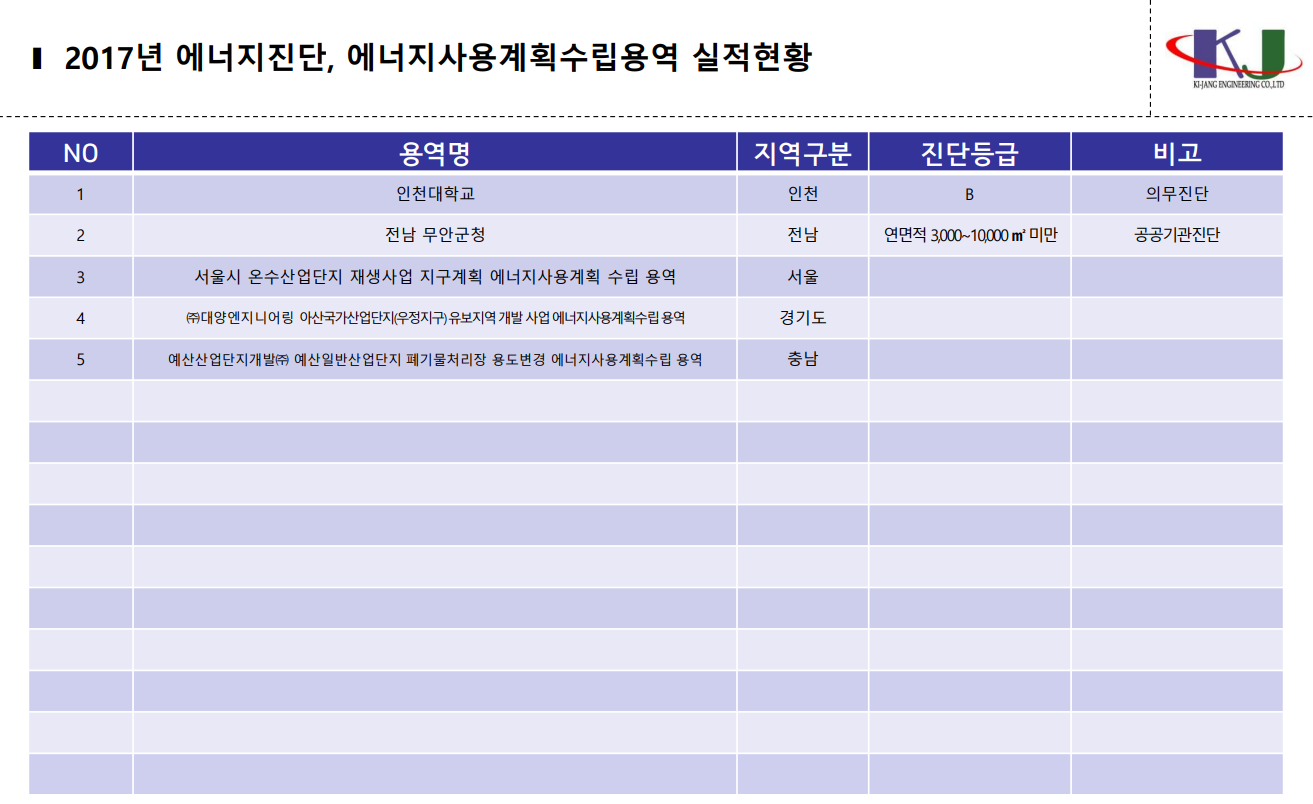 2017년 에너지진단, 에너지사용계획수립용역 실적현황
KJ
KI-JANG ENGINEERING CO.,LTD
NO 용역명 지역구분 진단등급 비고
1 인천대학교 인천 B 의무진단
2 전남 무안군청 전남 연면적 3,000~10,000㎡ 미만 공공기관진단
3 서울시 온수산업단지 재생사업 지구계획 에너지사용계획 수립 용역 서울
4 ㈜대양엔지니어링 아산국가산업단지(우정지구) 유보지역 개발 사업 에너지사용계획수립 용역 경기도
5 예산산업단지개발㈜ 예산일반산업단지 폐기물처리장 용도변경 에너지사용계획수립 용역 충남